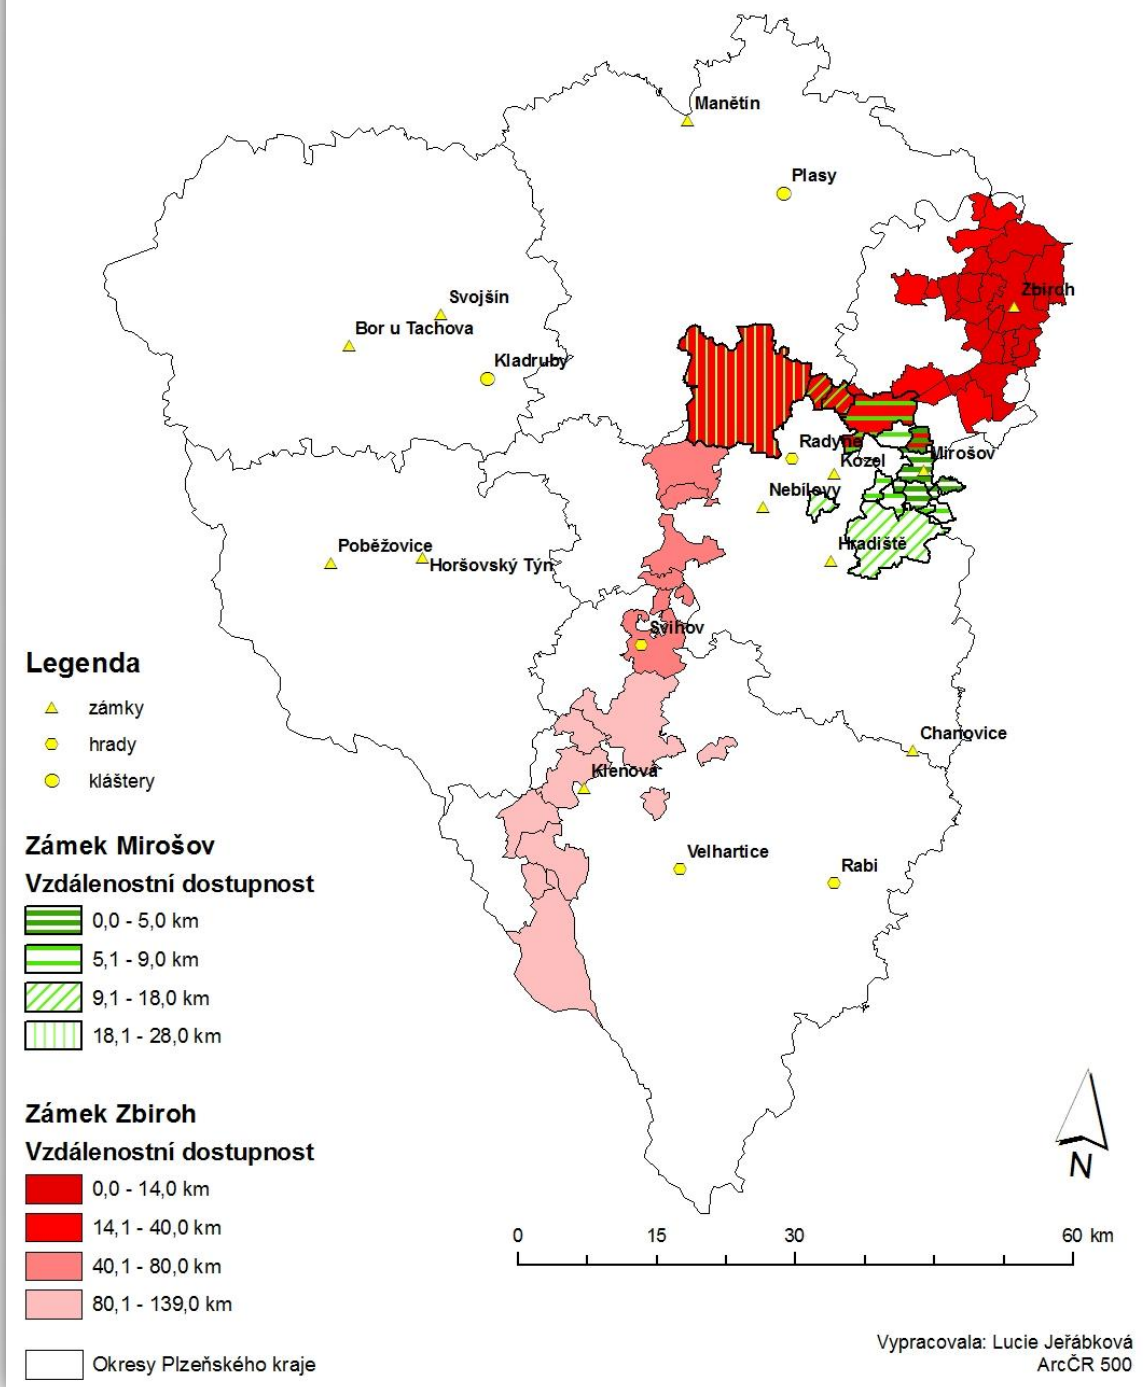 Manětín
Plasy
Zbiroh
Svojšín
Bor u Tachova
Kladruby
Radyně
Mirošov
Kozel
Nebílovy
Hradiště
Poběžovice
Horšovský Týn
Švihov
Chanovice
Klenová
Velhartice
Rabi
Legenda
zámky
hrady
kláštery
Zámek Mirošov
Vzdálenostní dostupnost
0,0 - 5,0 km
5,1 - 9,0 km
9,1 - 18,0 km
18,1 - 28,0 km
Zámek Zbiroh
Vzdálenostní dostupnost
0,0 - 14,0 km
14,1 - 40,0 km
40,1 - 80,0 km
80,1 - 139,0 km
Okresy Plzeňského kraje
N
0 15 30 60 km
Vypracovala: Lucie Jeřábková
ArcČR 500